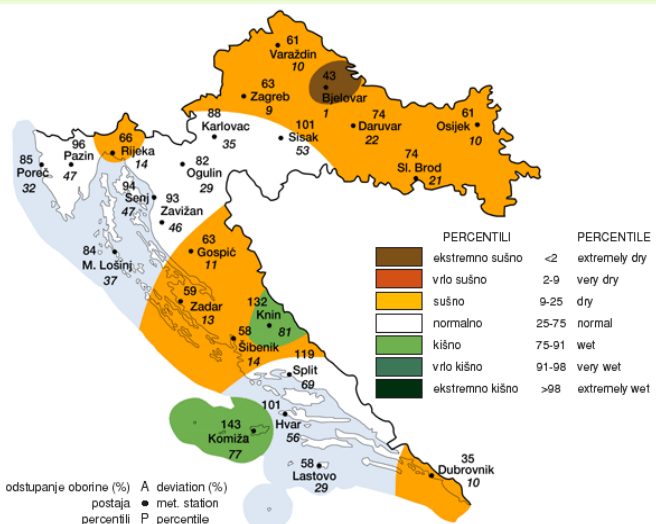 61
Varaždin
10
43
Bjelovar
1
63
Zagreb
9
88
Karlovac
35
101
Sisak
53
74
Daruvar
22
61
Osijek
10
74
Sl. Brod
21
85
Poreč
32
96
Pazin
47
66
Rijeka
14
82
Ogulin
29
94
Senj
47
93
Zavižan
46
84
M. Lošinj
37
63
Gospić
11
59
Zadar
13
132
Knin
81
58
Šibenik
14
119
Split
69
101
Hvar
56
143
Komiža
77
58
Lastovo
29
35
Dubrovnik
10
PERCENTILI PERCENTILE
ekstremno sušno <2 extremely dry
vrlo sušno 2-9 very dry
sušno 9-25 dry
normalno 25-75 normal
kišno 75-91 wet
vrlo kišno 91-98 very wet
ekstremno kišno >98 extremely wet
odstupanje oborine (%) A deviation (%)
postaja ● met. station
percentili P percentile